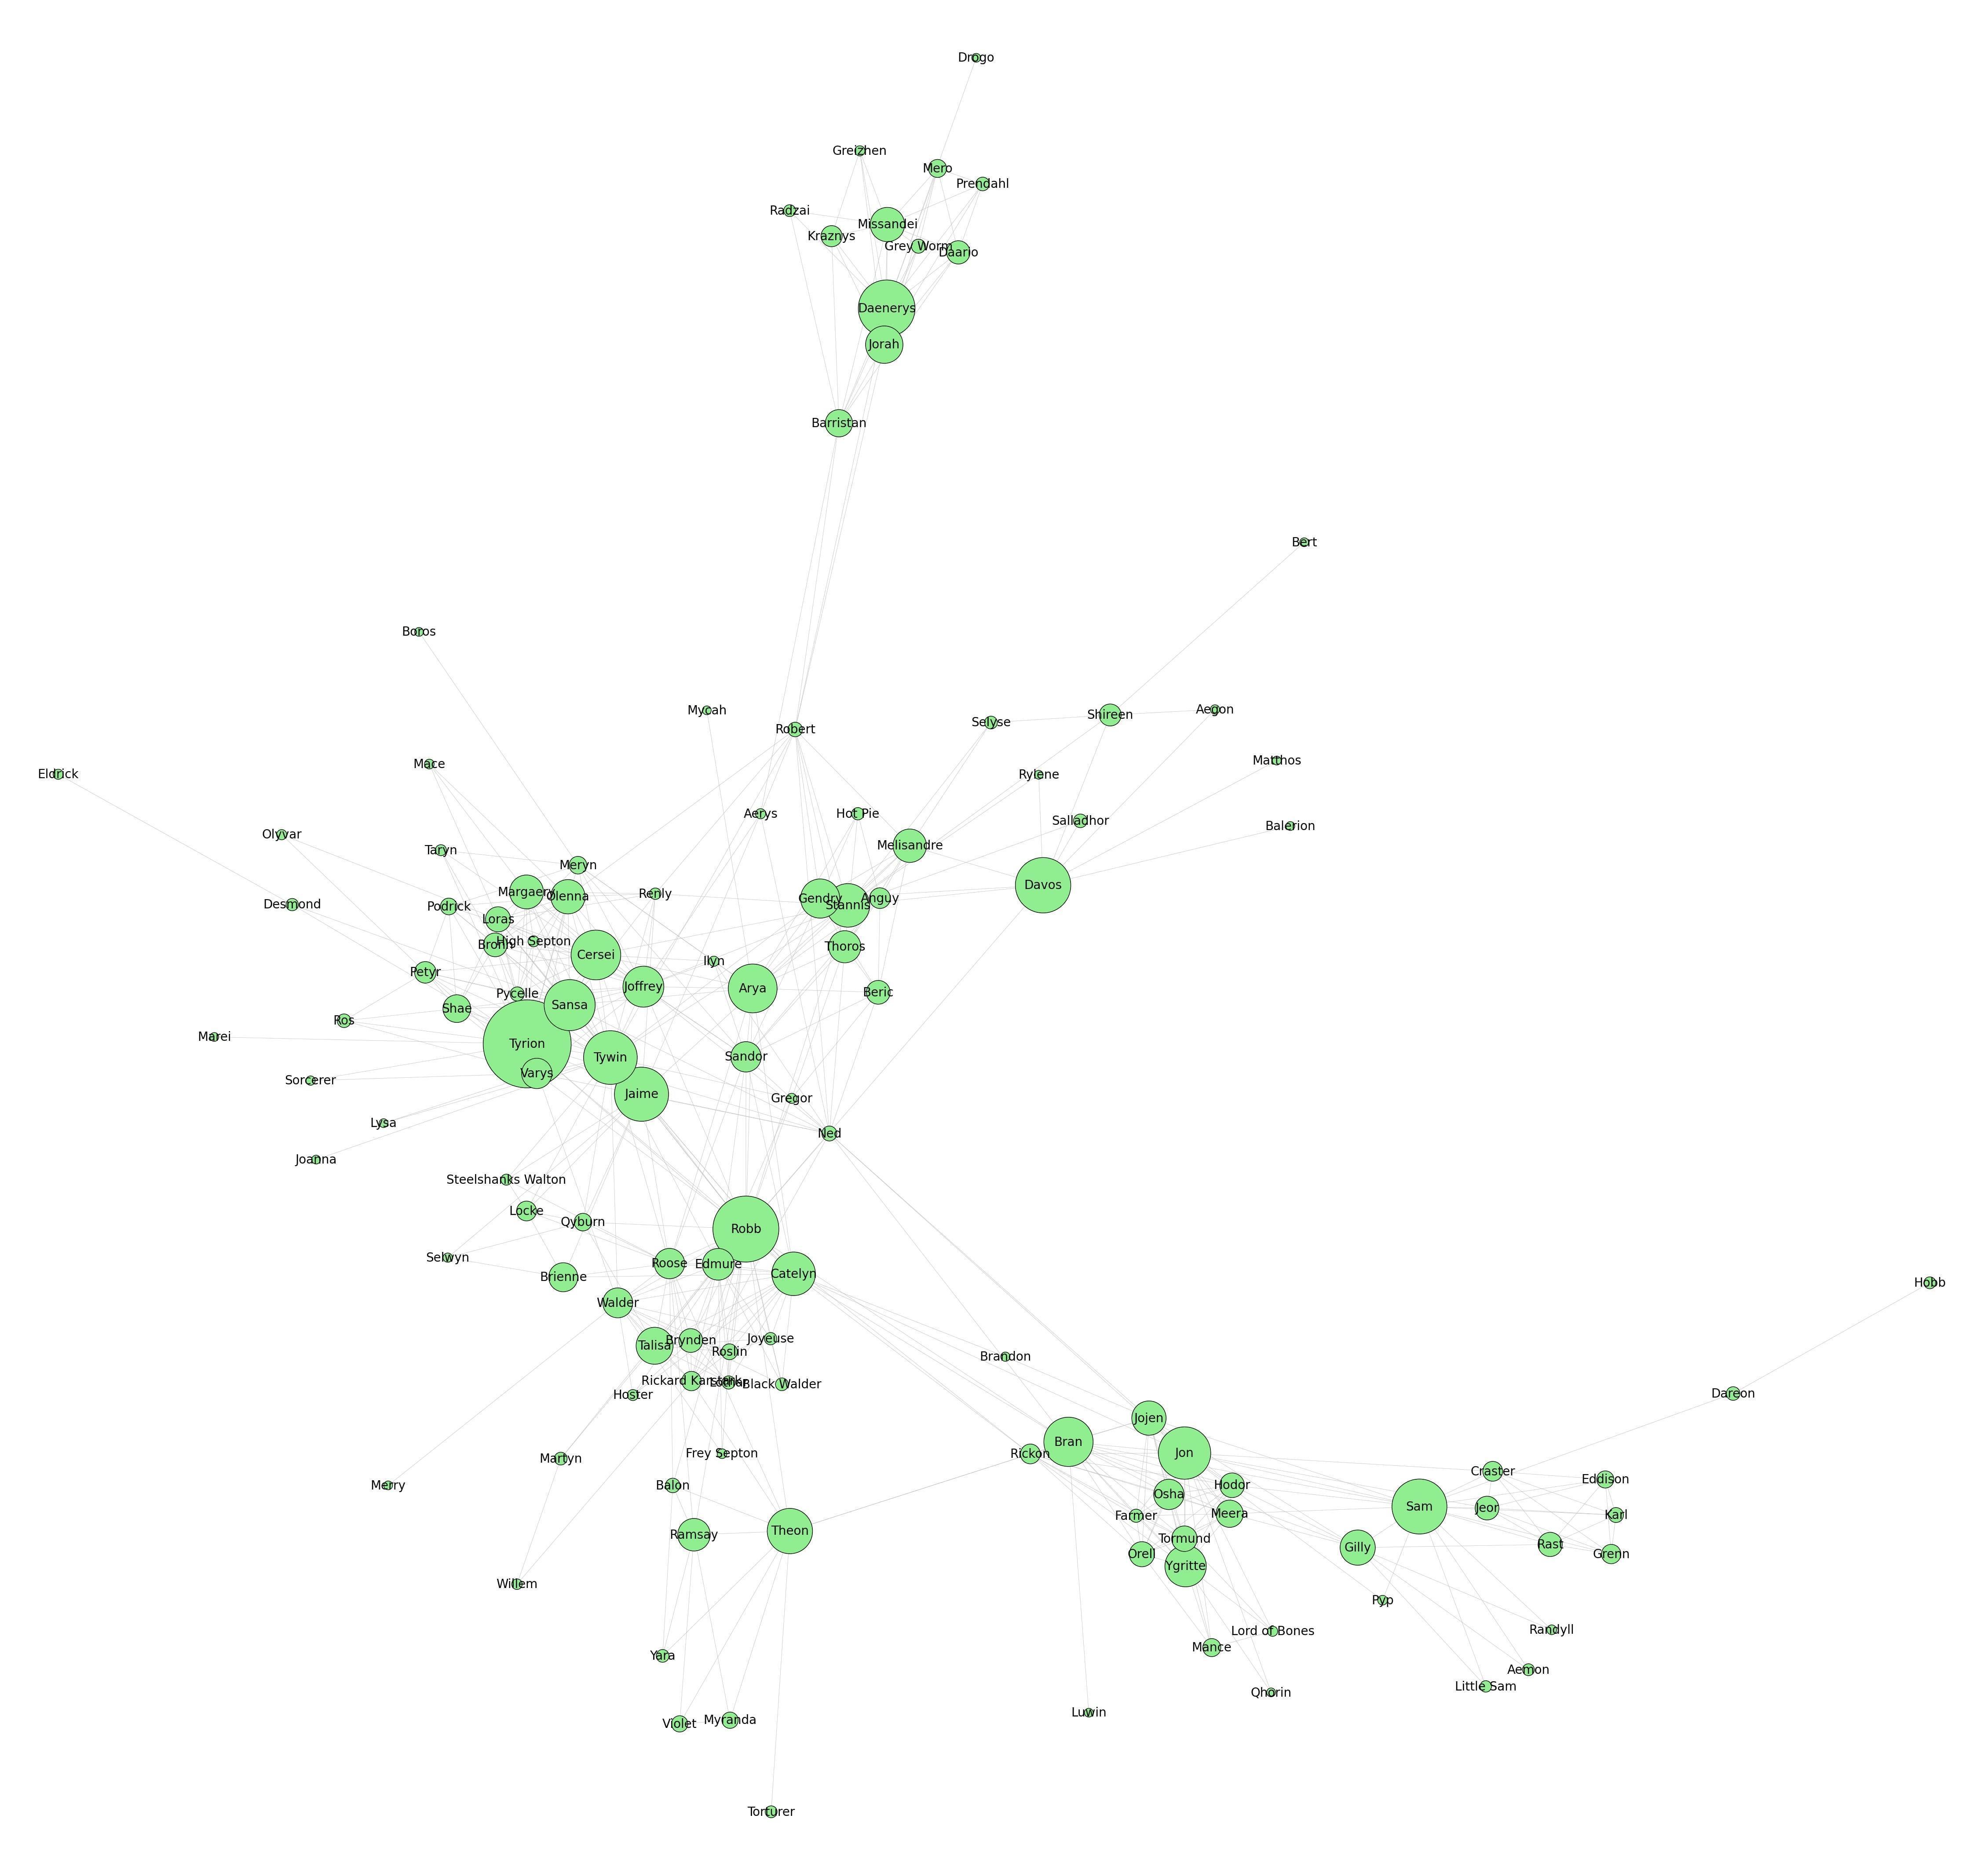 Drogo
Greizhen
Mero
Prendahl
Radzai
Missandei
Kraznys
Grey Worm
Daario
Daenerys
Jorah
Barristan
Bert
Boros
Mycah
Robert
Selyse
Shireen
Aegon
Mace
Eldrick
Rylene
Matthos
Aerys
Hot Pie
Salladhor
Balerion
Olyvar
Taryn
Meryn
Melisandre
Davos
Margaery
Olenna
Renly
Gendry
Stannis
Anguy
Desmond
Podrick
Loras
Bronn
High Septon
Thoros
Cersei
Ilyn
Petyr
Joffrey
Arya
Beric
Pycelle
Shae
Sansa
Ros
Marei
Tyrion
Tywin
Sandor
Varys
Sorcerer
Jaime
Gregor
Lysa
Ned
Joanna
Steelshanks Walton
Locke
Qyburn
Robb
Selwyn
Roose
Edmure
Brienne
Catelyn
Hobb
Walder
Talisa
Brynden
Joyeuse
Roslin
Brandon
Rickard Karstark
Lothar
Black Walder
Hoster
Dareon
Jojen
Bran
Rickon
Jon
Frey Septon
Martyn
Merry
Balon
Craster
Eddison
Hodor
Osha
Sam
Jeor
Meera
Farmer
Karl
Ramsay
Theon
Tormund
Gilly
Rast
Orell
Grenn
Ygritte
Willem
Pyp
Lord of Bones
Randyll
Mance
Yara
Aemon
Little Sam
Qhorin
Luwin
Violet
Myranda
Torturer